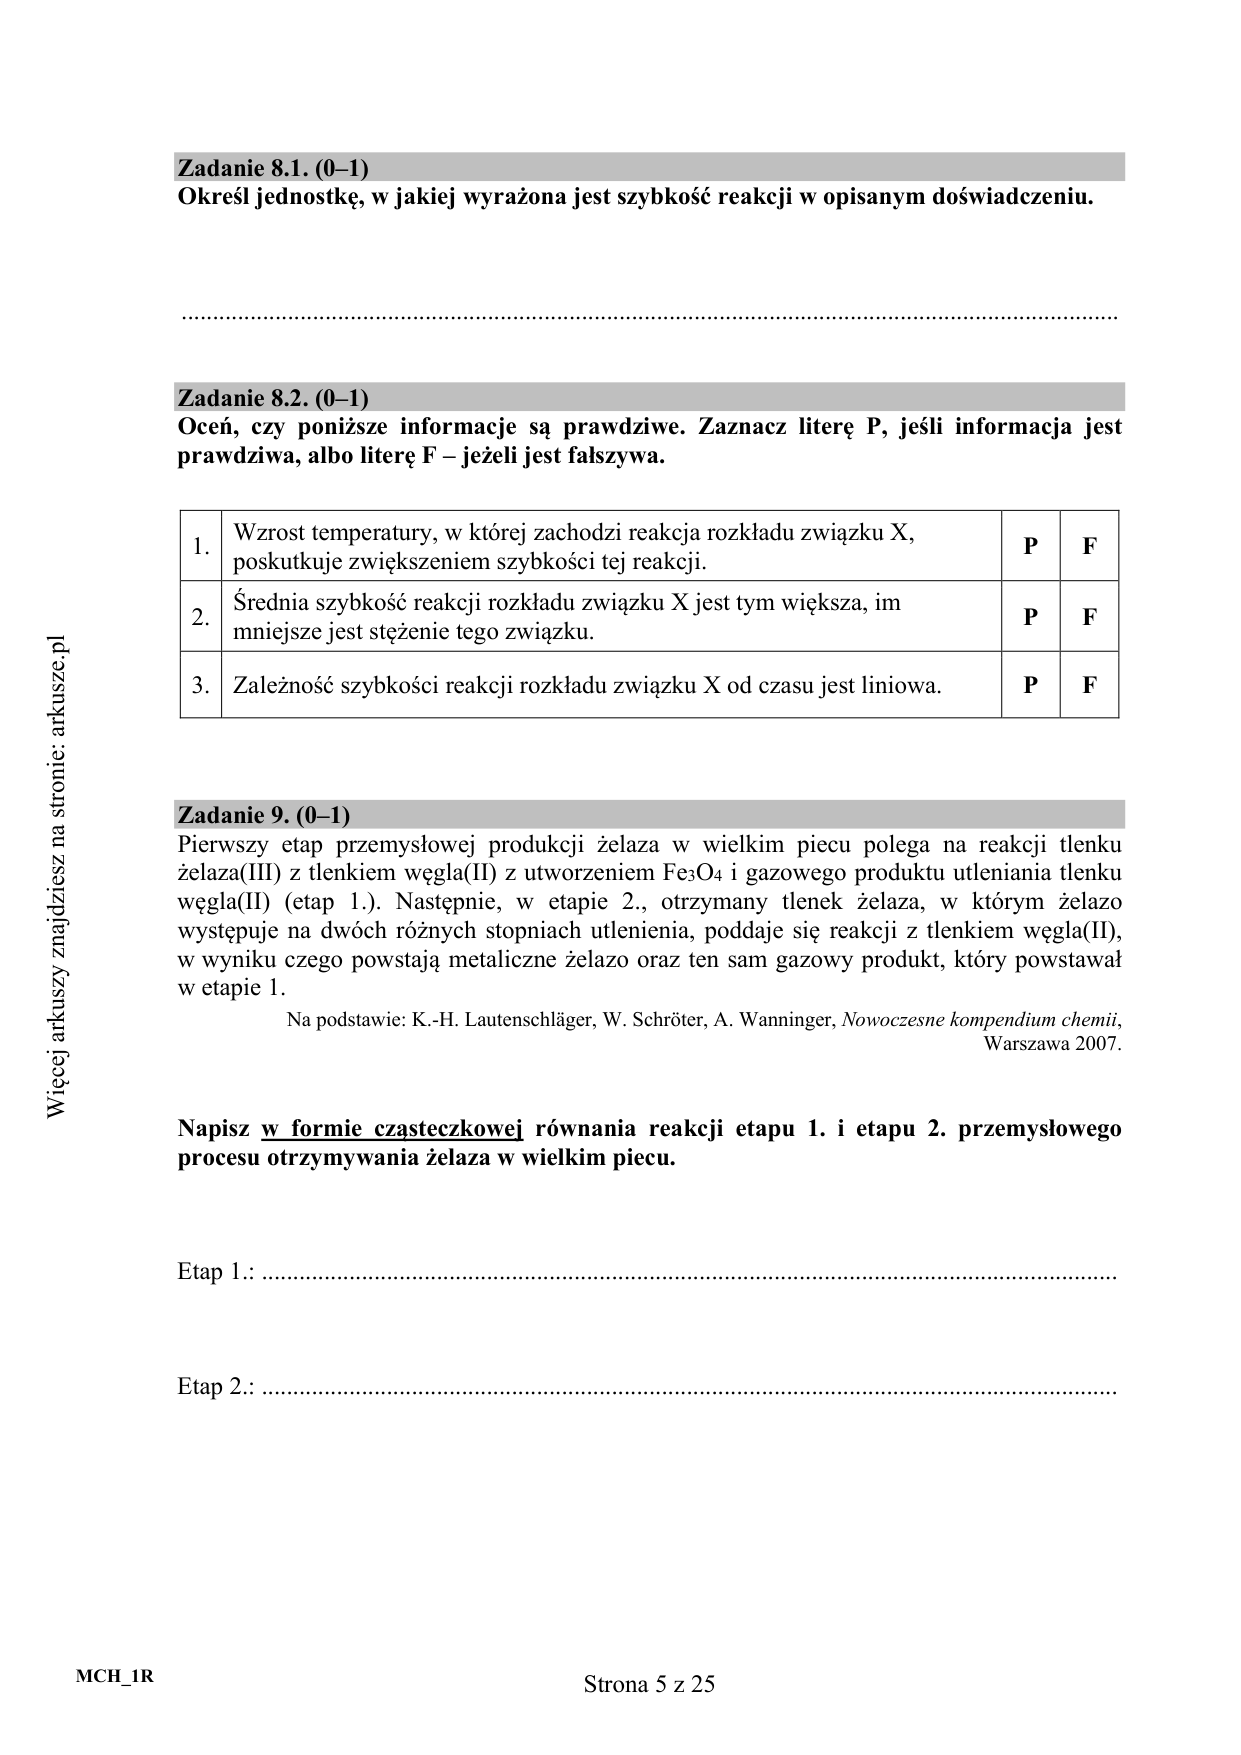 Zadanie 8.1. (0–1)
Określ jednostkę, w jakiej wyrażona jest szybkość reakcji w opisanym doświadczeniu.
......................................................................................................................................................
Zadanie 8.2. (0–1)
Oceń, czy poniższe informacje są prawdziwe. Zaznacz literę P, jeśli informacja jest
prawdziwa, albo literę F – jeżeli jest fałszywa.
1. Wzrost temperatury, w której zachodzi reakcja rozkładu związku X,
poskutkuje zwiększeniem szybkości tej reakcji. P F
2. Średnia szybkość reakcji rozkładu związku X jest tym większa, im
mniejsze jest stężenie tego związku. P F
3. Zależność szybkości reakcji rozkładu związku X od czasu jest liniowa. P F
Zadanie 9. (0–1)
Pierwszy etap przemysłowej produkcji żelaza w wielkim piecu polega na reakcji tlenku
żelaza(III) z tlenkiem węgla(II) z utworzeniem Fe₃O₄ i gazowego produktu utleniania tlenku
węgla(II) (etap 1.). Następnie, w etapie 2., otrzymany tlenek żelaza, w którym żelazo
występuje na dwóch różnych stopniach utlenienia, poddaje się reakcji z tlenkiem węgla(II),
w wyniku czego powstają metaliczne żelazo oraz ten sam gazowy produkt, który powstawał
w etapie 1.
Na podstawie: K.-H. Lautenschläger, W. Schröter, A. Wanninger, Nowoczesne kompendium chemii,
Warszawa 2007.
Napisz w formie cząsteczkowej równania reakcji etapu 1. i etapu 2. przemysłowego
procesu otrzymywania żelaza w wielkim piecu.
Etap 1.: .........................................................................................................................................
Etap 2.: .........................................................................................................................................
Więcej arkuszy znajdziesz na stronie: arkusze.pl
MCH_1R
Strona 5 z 25